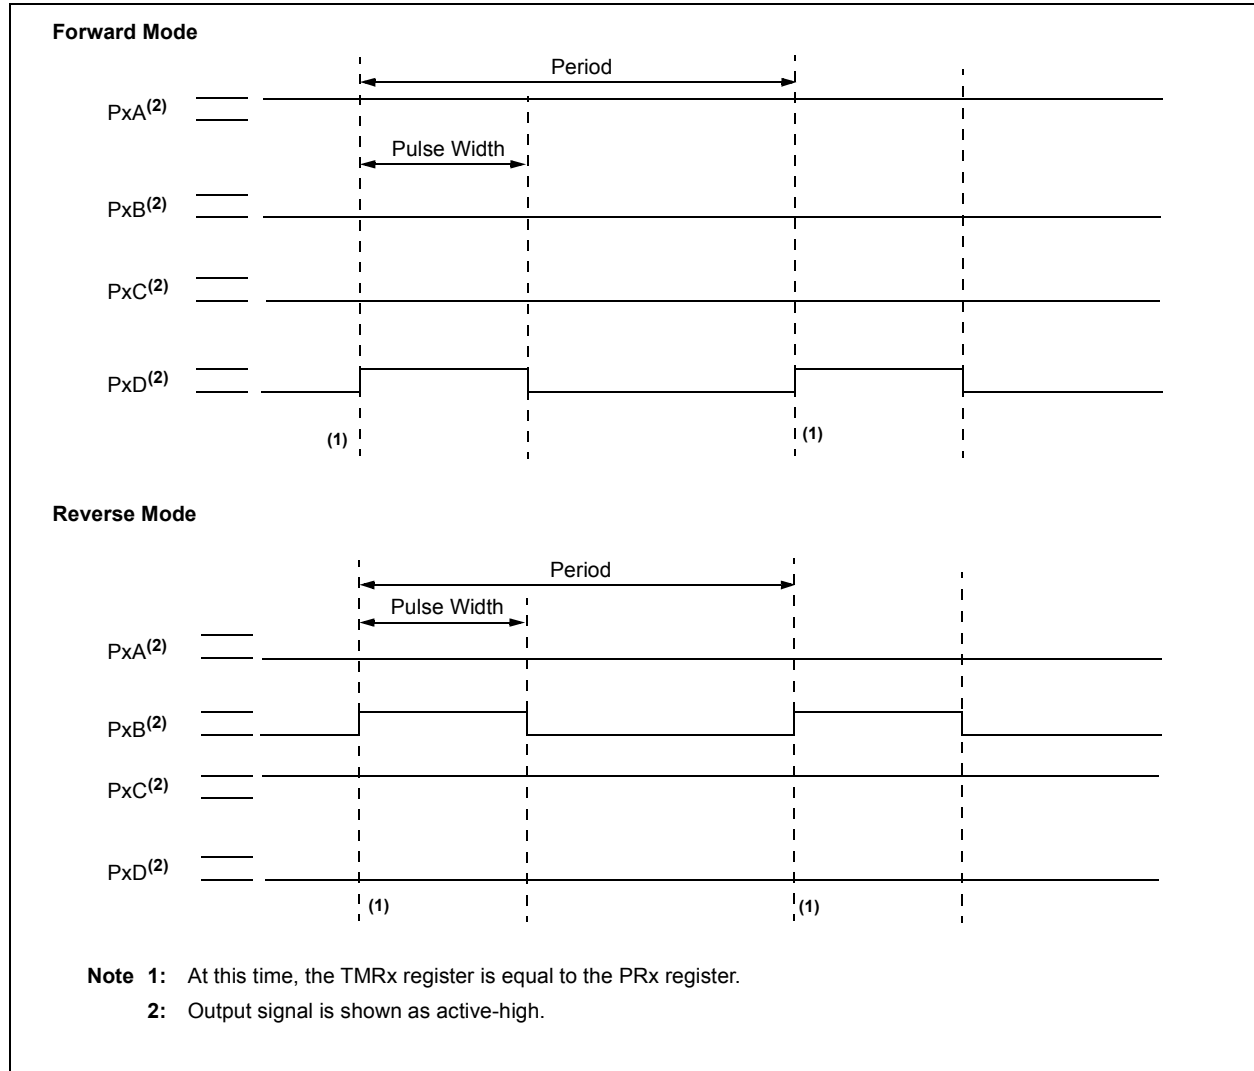 Forward Mode
Period
PxA(2)
Pulse Width
PxB(2)
PxC(2)
PxD(2)
(1) (1)
Reverse Mode
Period
Pulse Width
PxA(2)
PxB(2)
PxC(2)
PxD(2)
(1) (1)
Note 1: At this time, the TMRx register is equal to the PRx register.
2: Output signal is shown as active-high.